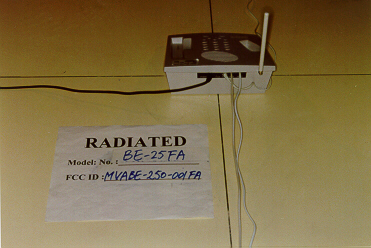 RADIATED
Model: No.: BE-25FA
FCC ID : MVABE-250-001FA